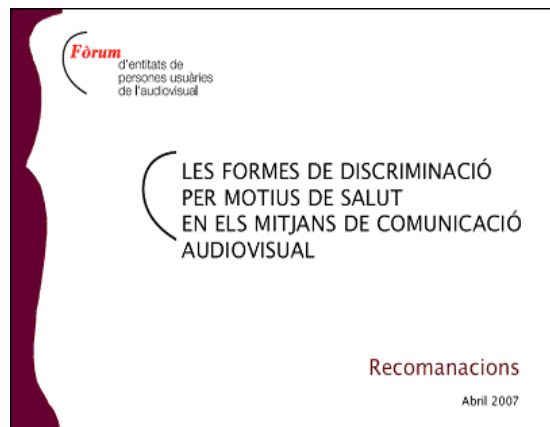 Fòrum
d'entitats de
persones usuàries
de l'audiovisual
LES FORMES DE DISCRIMINACIÓ
PER MOTIUS DE SALUT
EN ELS MITJANS DE COMUNICACIÓ
AUDIOVISUAL
Recomanacions
Abril 2007